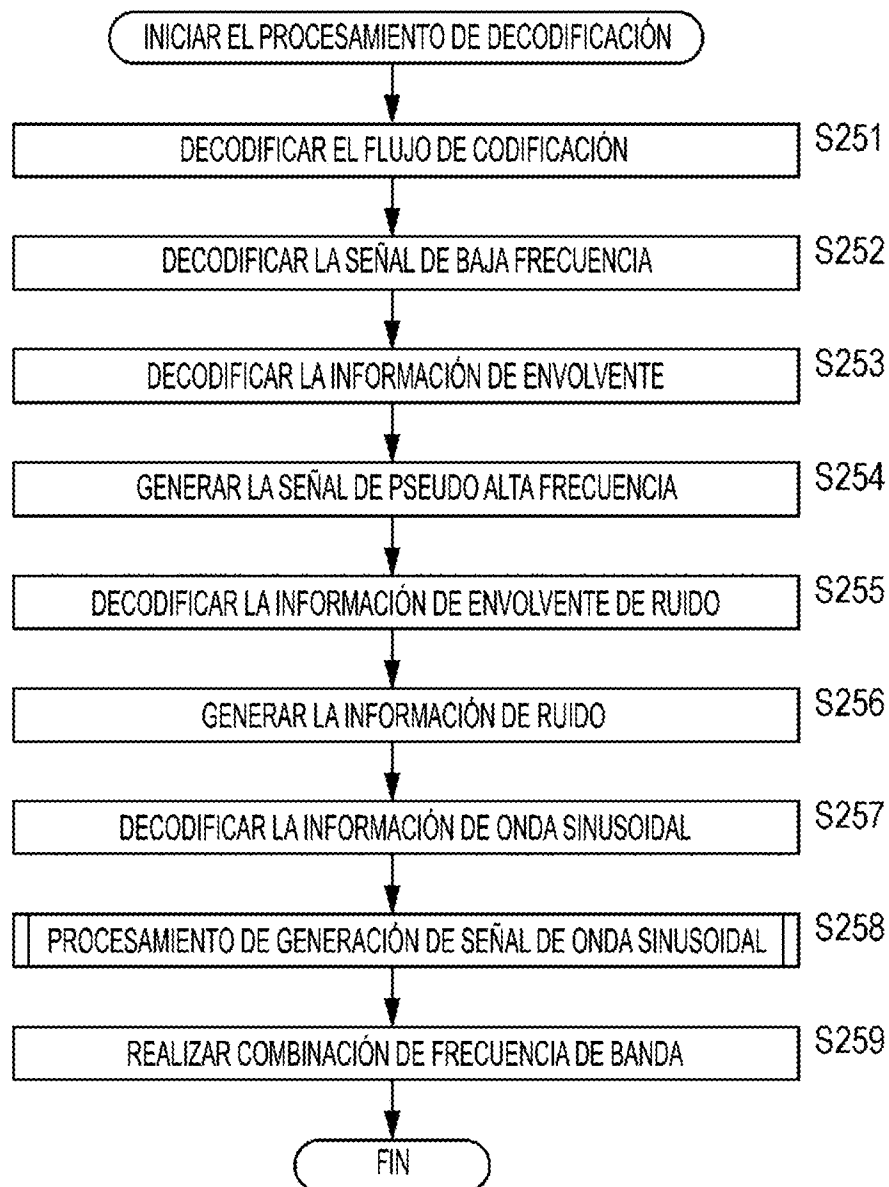 INICIAR EL PROCESAMIENTO DE DECODIFICACIÓN
DECODIFICAR EL FLUJO DE CODIFICACIÓN S251
DECODIFICAR LA SEÑAL DE BAJA FRECUENCIA S252
DECODIFICAR LA INFORMACIÓN DE ENVOLVENTE S253
GENERAR LA SEÑAL DE PSEUDO ALTA FRECUENCIA S254
DECODIFICAR LA INFORMACIÓN DE ENVOLVENTE DE RUIDO S255
GENERAR LA INFORMACIÓN DE RUIDO S256
DECODIFICAR LA INFORMACIÓN DE ONDA SINUSOIDAL S257
PROCESAMIENTO DE GENERACIÓN DE SEÑAL DE ONDA SINUSOIDAL S258
REALIZAR COMBINACIÓN DE FRECUENCIA DE BANDA S259
FIN